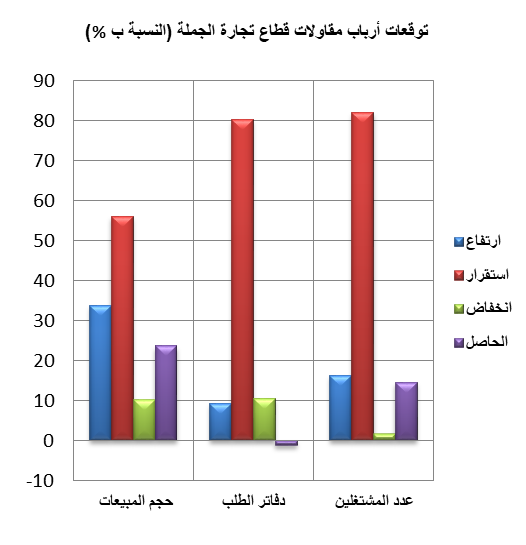 توقعات أرباب مقاولات قطاع تجارة الجملة (النسبة ب %)
90
80
70
60
50
40
30
20
10
0
-10
حجم المبيعات
دفاتر الطلب
عدد المشتغلين
ارتفاع
استقرار
انخفاض
الحاصل